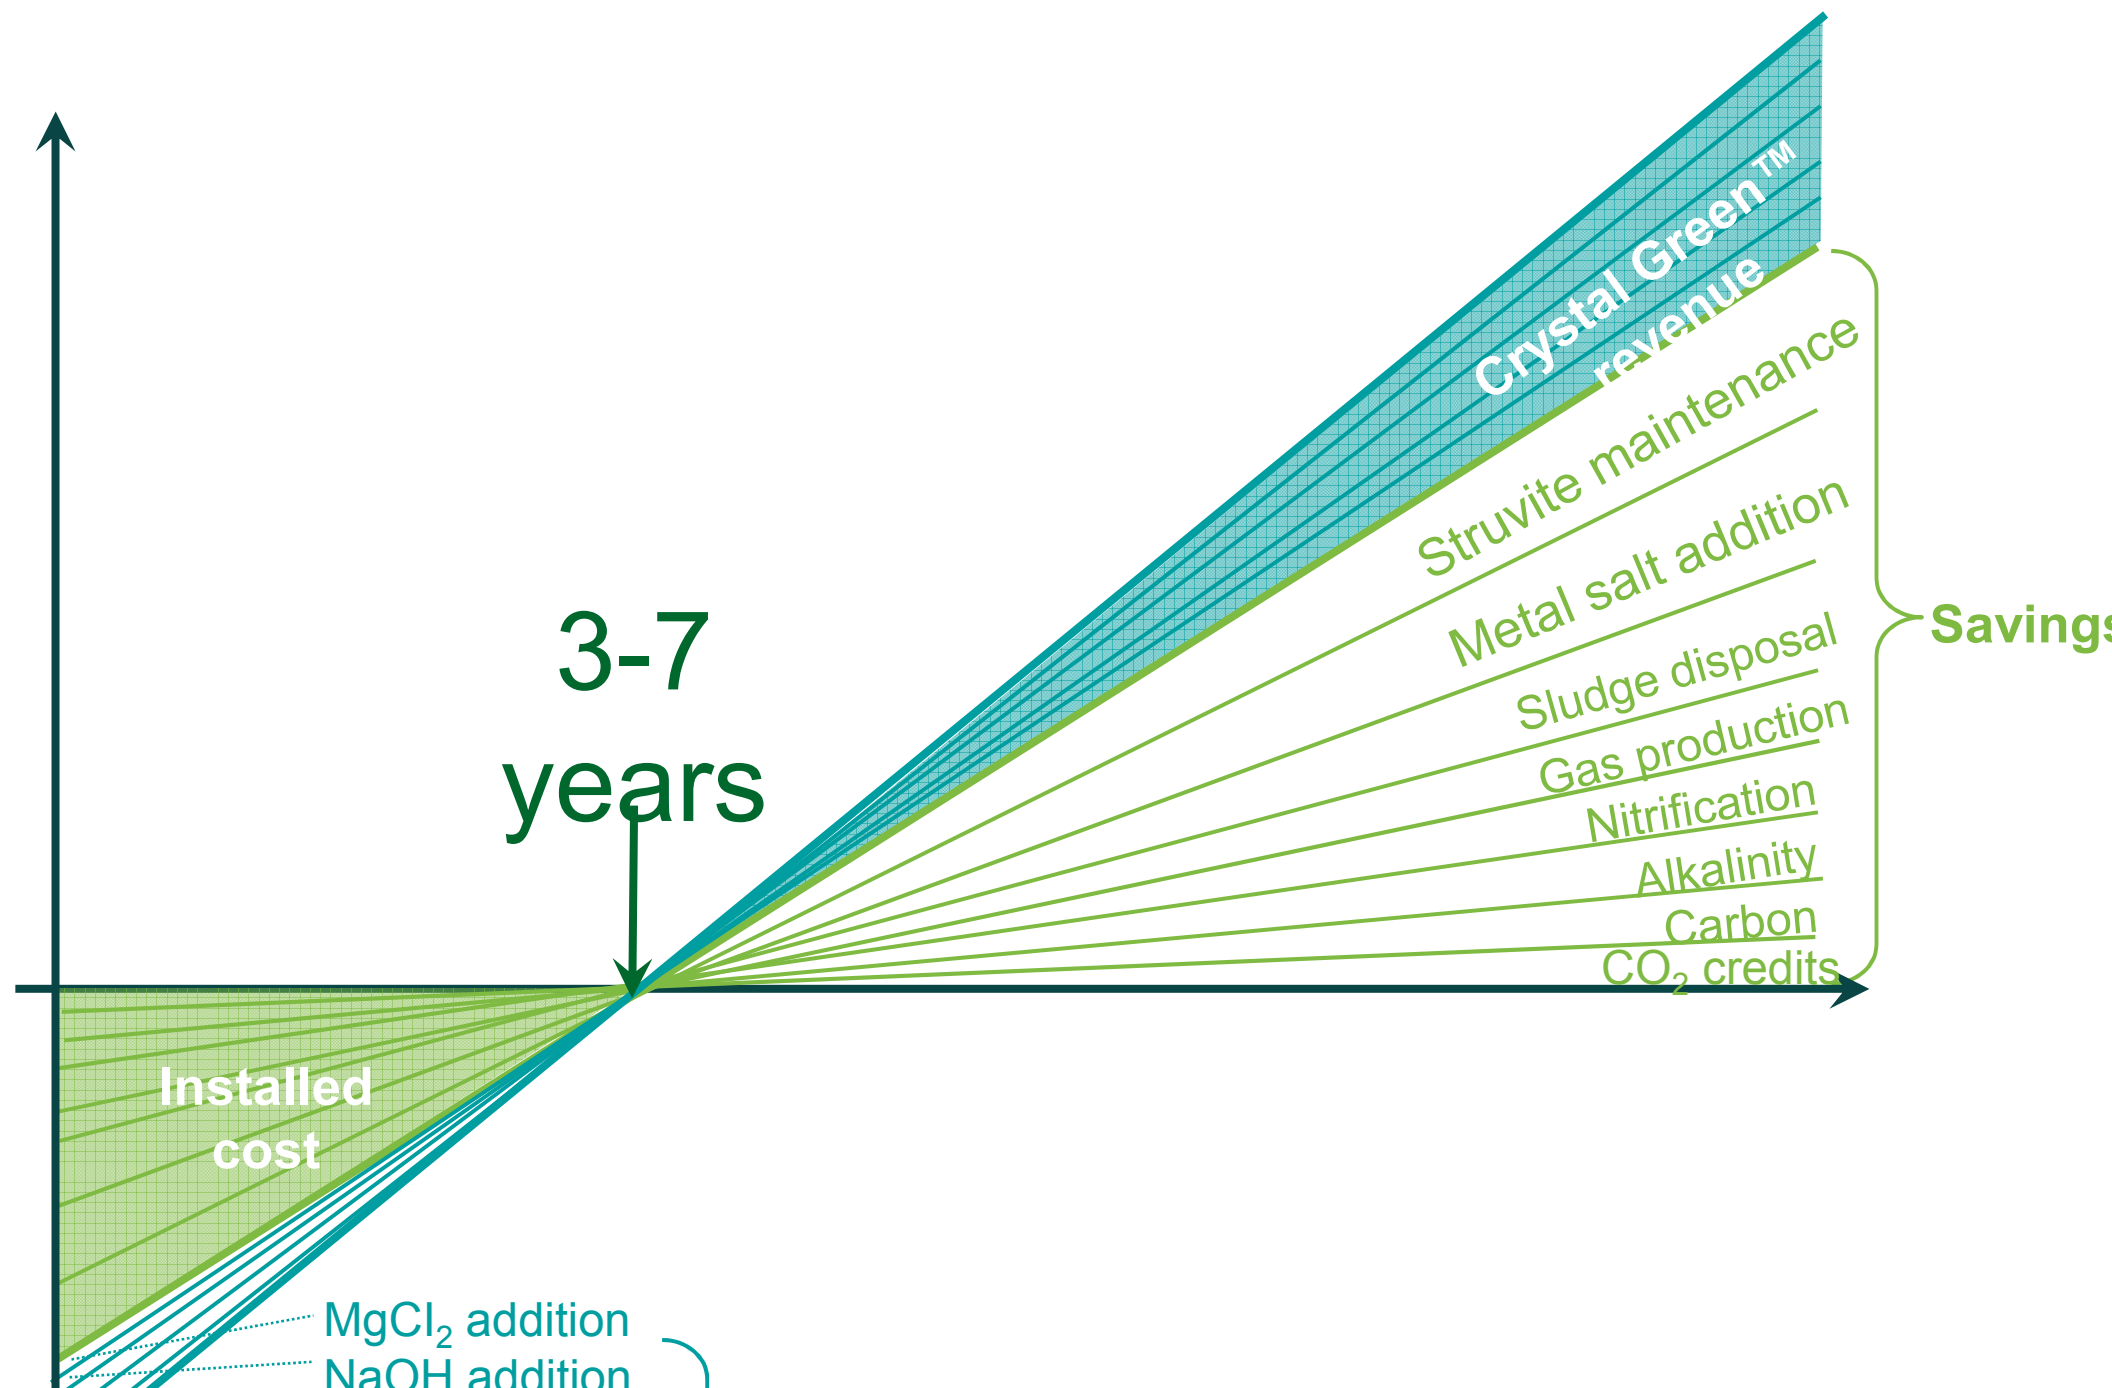 Crystal Green™
revenue
Struvite maintenance
Metal salt addition
Sludge disposal
Gas production
Nitrification
Alkalinity
Carbon
CO₂ credits
Savings
3-7
years
Installed
cost
MgCl₂ addition
NaOH addition